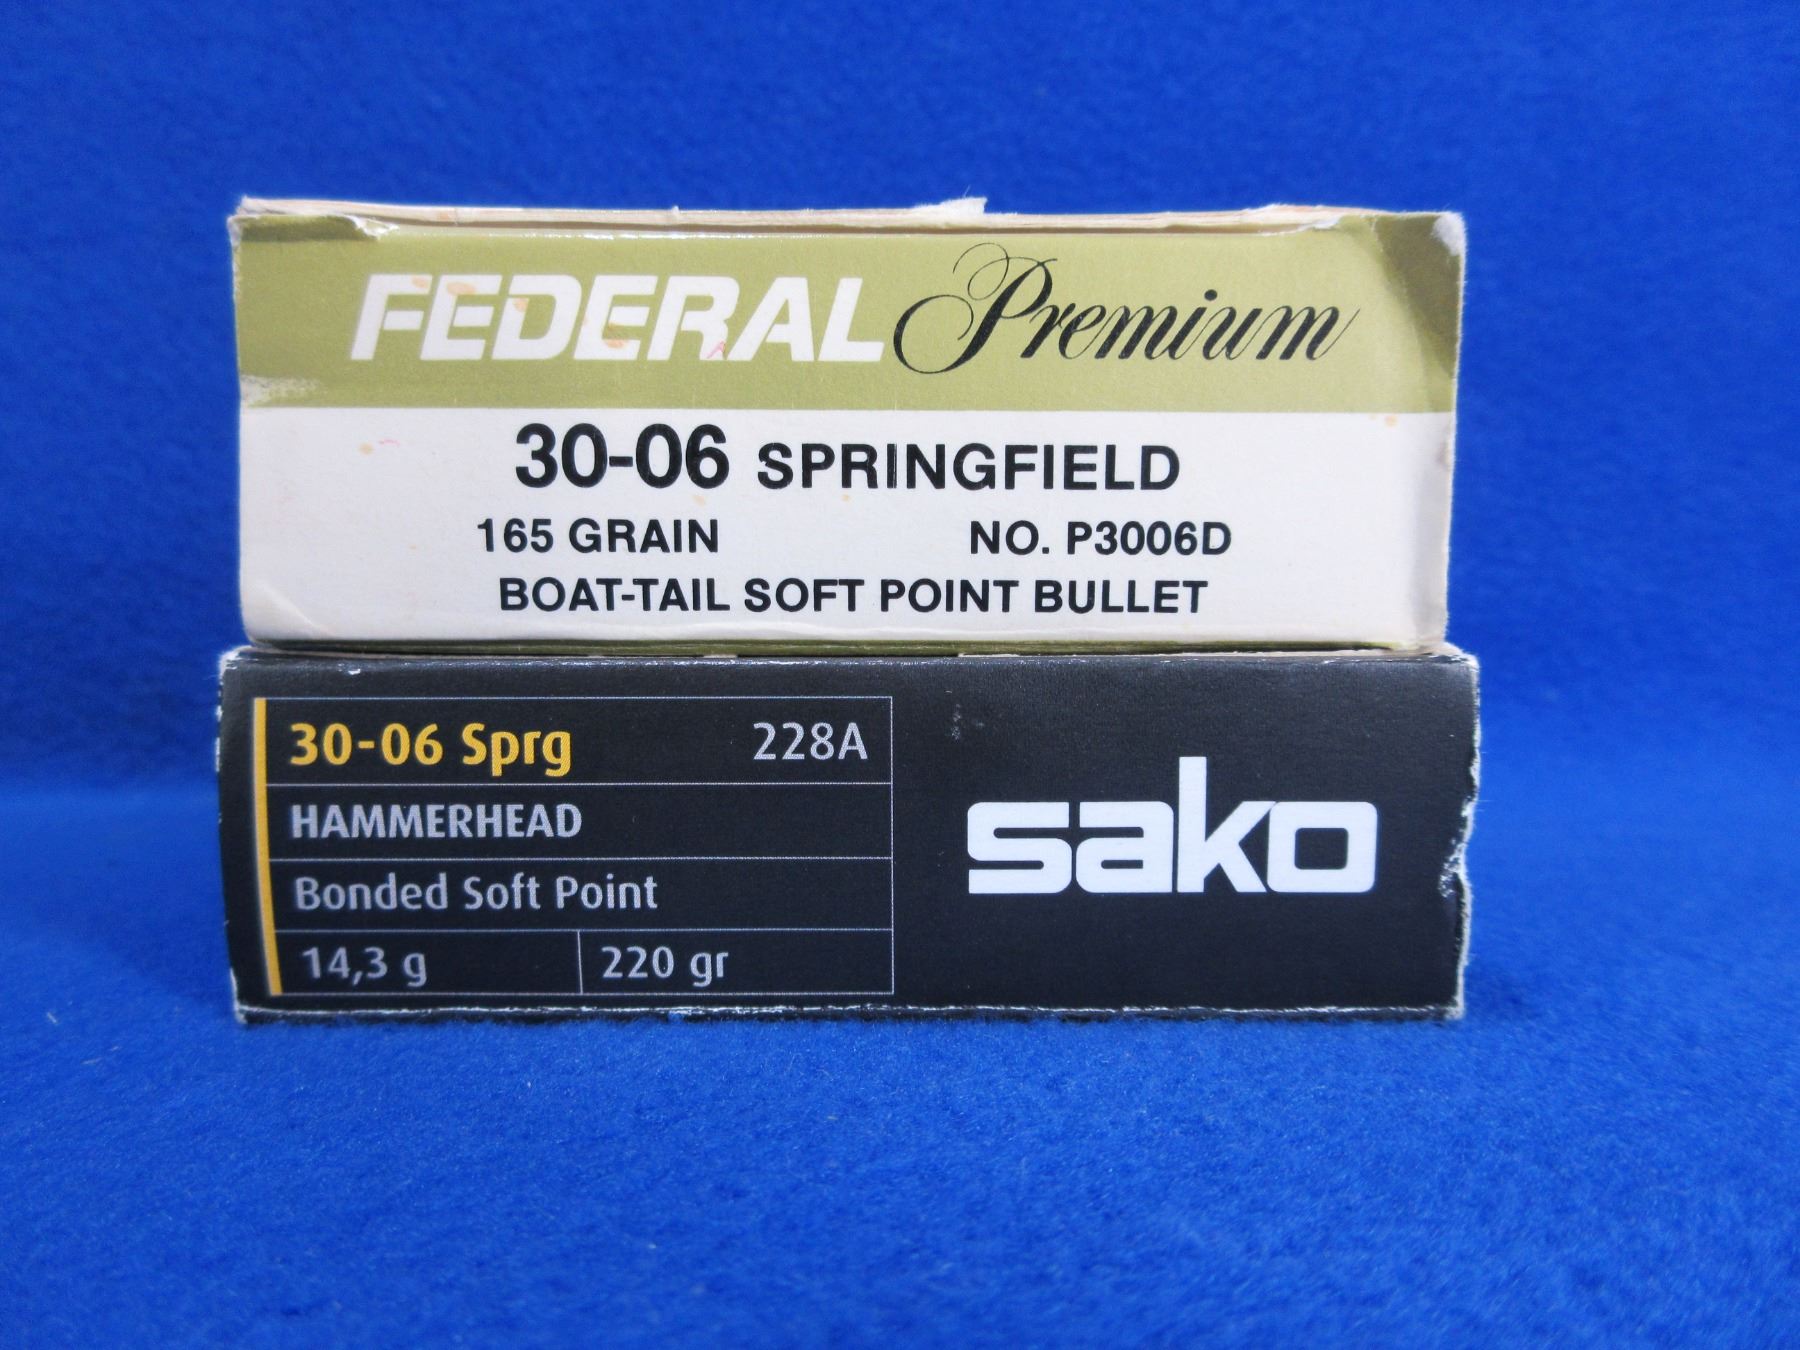 FEDERAL Premium
30-06 SPRINGFIELD
165 GRAIN NO. P3006D
BOAT-TAIL SOFT POINT BULLET
30-06 Sprg 228A
HAMMERHEAD
Bonded Soft Point
14,3 g 220 gr
sako